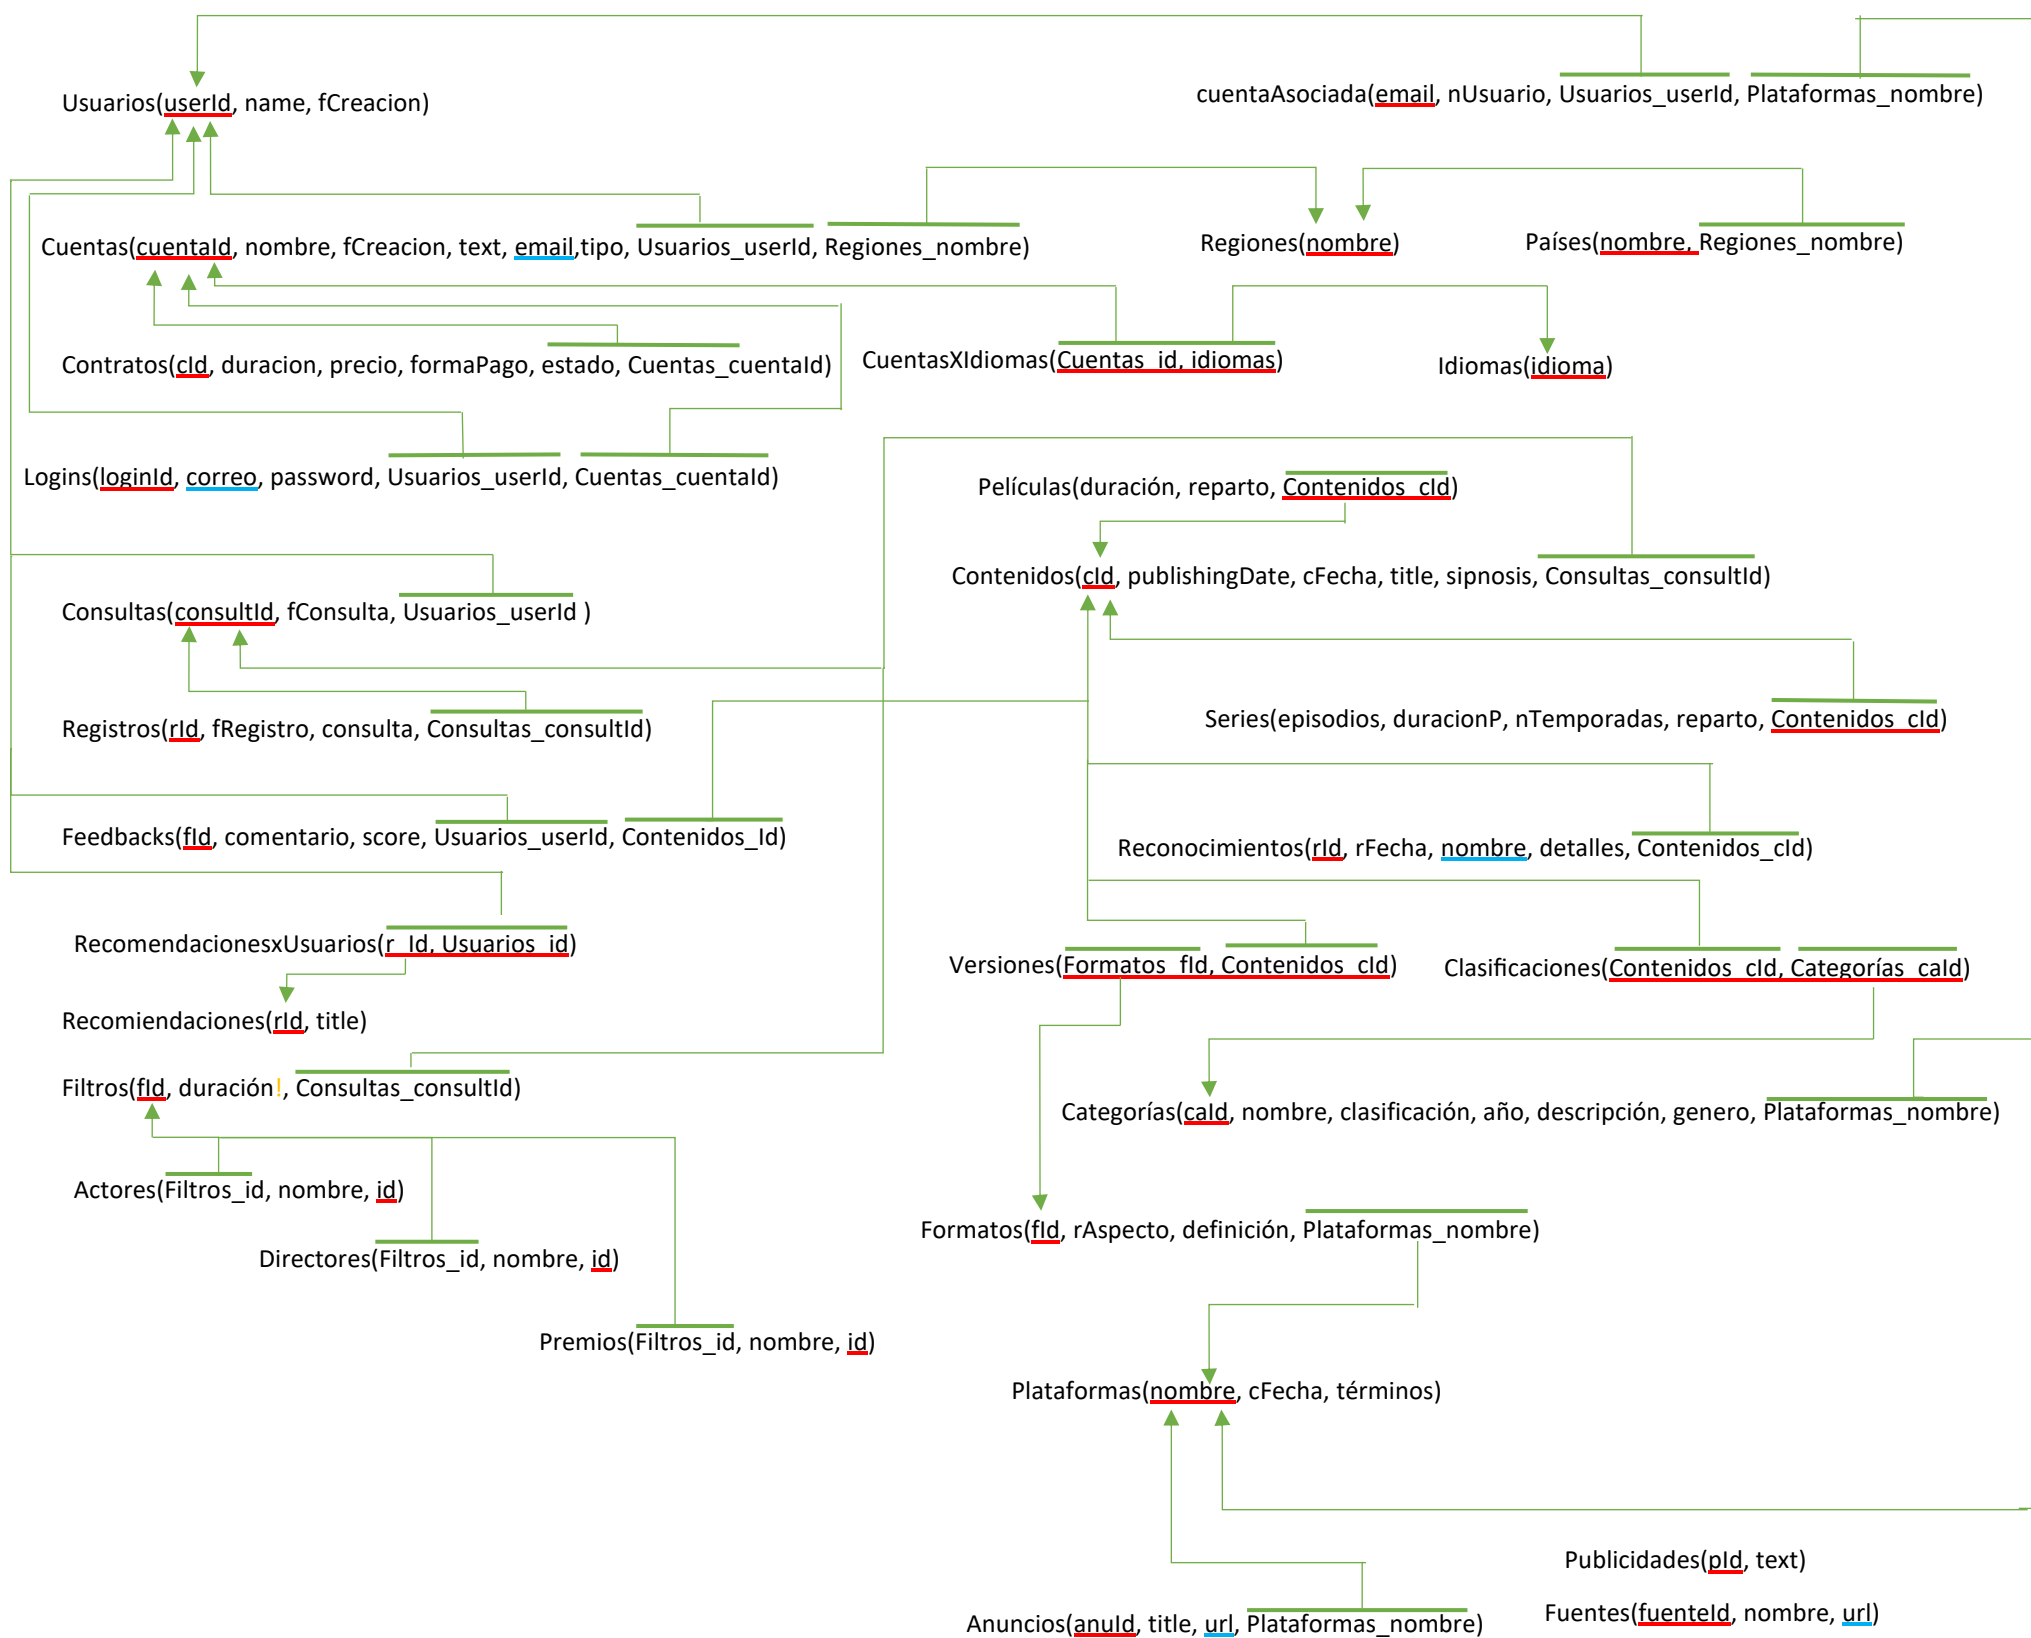 Usuarios(userId, name, fCreacion)
cuentaAsociada(email, nUsuario, Usuarios_userId, Plataformas_nombre)
Cuentas(cuentaId, nombre, fCreacion, text, email,tipo, Usuarios_userId, Regiones_nombre)
Regiones(nombre)
Países(nombre, Regiones_nombre)
Contratos(cId, duracion, precio, formaPago, estado, Cuentas_cuentaId)
CuentasXIdiomas(Cuentas_id, idiomas)
Idiomas(idioma)
Logins(loginId, correo, password, Usuarios_userId, Cuentas_cuentaId)
Películas(duración, reparto, Contenidos_cId)
Contenidos(cId, publishingDate, cFecha, title, sipnosis, Consultas_consultId)
Consultas(consultId, fConsulta, Usuarios_userId )
Registros(rId, fRegistro, consulta, Consultas_consultId)
Series(episodios, duracionP, nTemporadas, reparto, Contenidos_cId)
Feedbacks(fId, comentario, score, Usuarios_userId, Contenidos_Id)
Reconocimientos(rId, rFecha, nombre, detalles, Contenidos_cId)
RecomendacionesxUsuarios(r_Id, Usuarios_id)
Versiones(Formatos_fId, Contenidos_cId)
Clasificaciones(Contenidos_cId, Categorías_caId)
Recomiendaciones(rId, title)
Filtros(fId, duración!, Consultas_consultId)
Categorías(caId, nombre, clasificación, año, descripción, genero, Plataformas_nombre)
Actores(Filtros_id, nombre, id)
Formatos(fId, rAspecto, definición, Plataformas_nombre)
Directores(Filtros_id, nombre, id)
Premios(Filtros_id, nombre, id)
Plataformas(nombre, cFecha, términos)
Publicidades(pId, text)
Anuncios(anuId, title, url, Plataformas_nombre)
Fuentes(fuenteId, nombre, url)